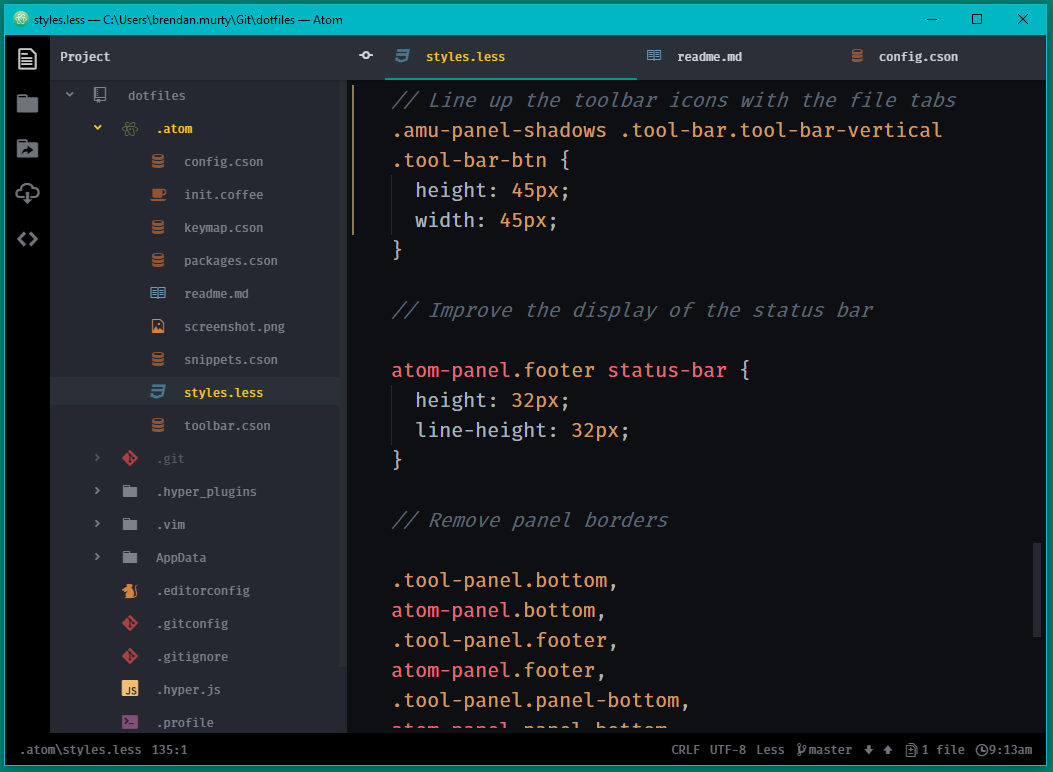 styles.less — C:\Users\brendan.murty\Git\dotfiles — Atom
Project
styles.less
readme.md
config.cson
dotfiles
.atom
config.cson
init.coffee
keymap.cson
packages.cson
readme.md
screenshot.png
snippets.cson
styles.less
toolbar.cson
.git
.hyper_plugins
.vim
AppData
.editorconfig
.gitconfig
.gitignore
JS .hyper.js
.profile
// Line up the toolbar icons with the file tabs
.amu-panel-shadows .tool-bar.tool-bar-vertical
.tool-bar-btn {
height: 45px;
width: 45px;
}
// Improve the display of the status bar
atom-panel.footer status-bar {
height: 32px;
line-height: 32px;
}
// Remove panel borders
.tool-panel.bottom,
atom-panel.bottom,
.tool-panel.footer,
atom-panel.footer,
.tool-panel.panel-bottom,
atom-panel.panel-bottom
.atom\styles.less 135:1
CRLF UTF-8 Less master 1 file 9:13am